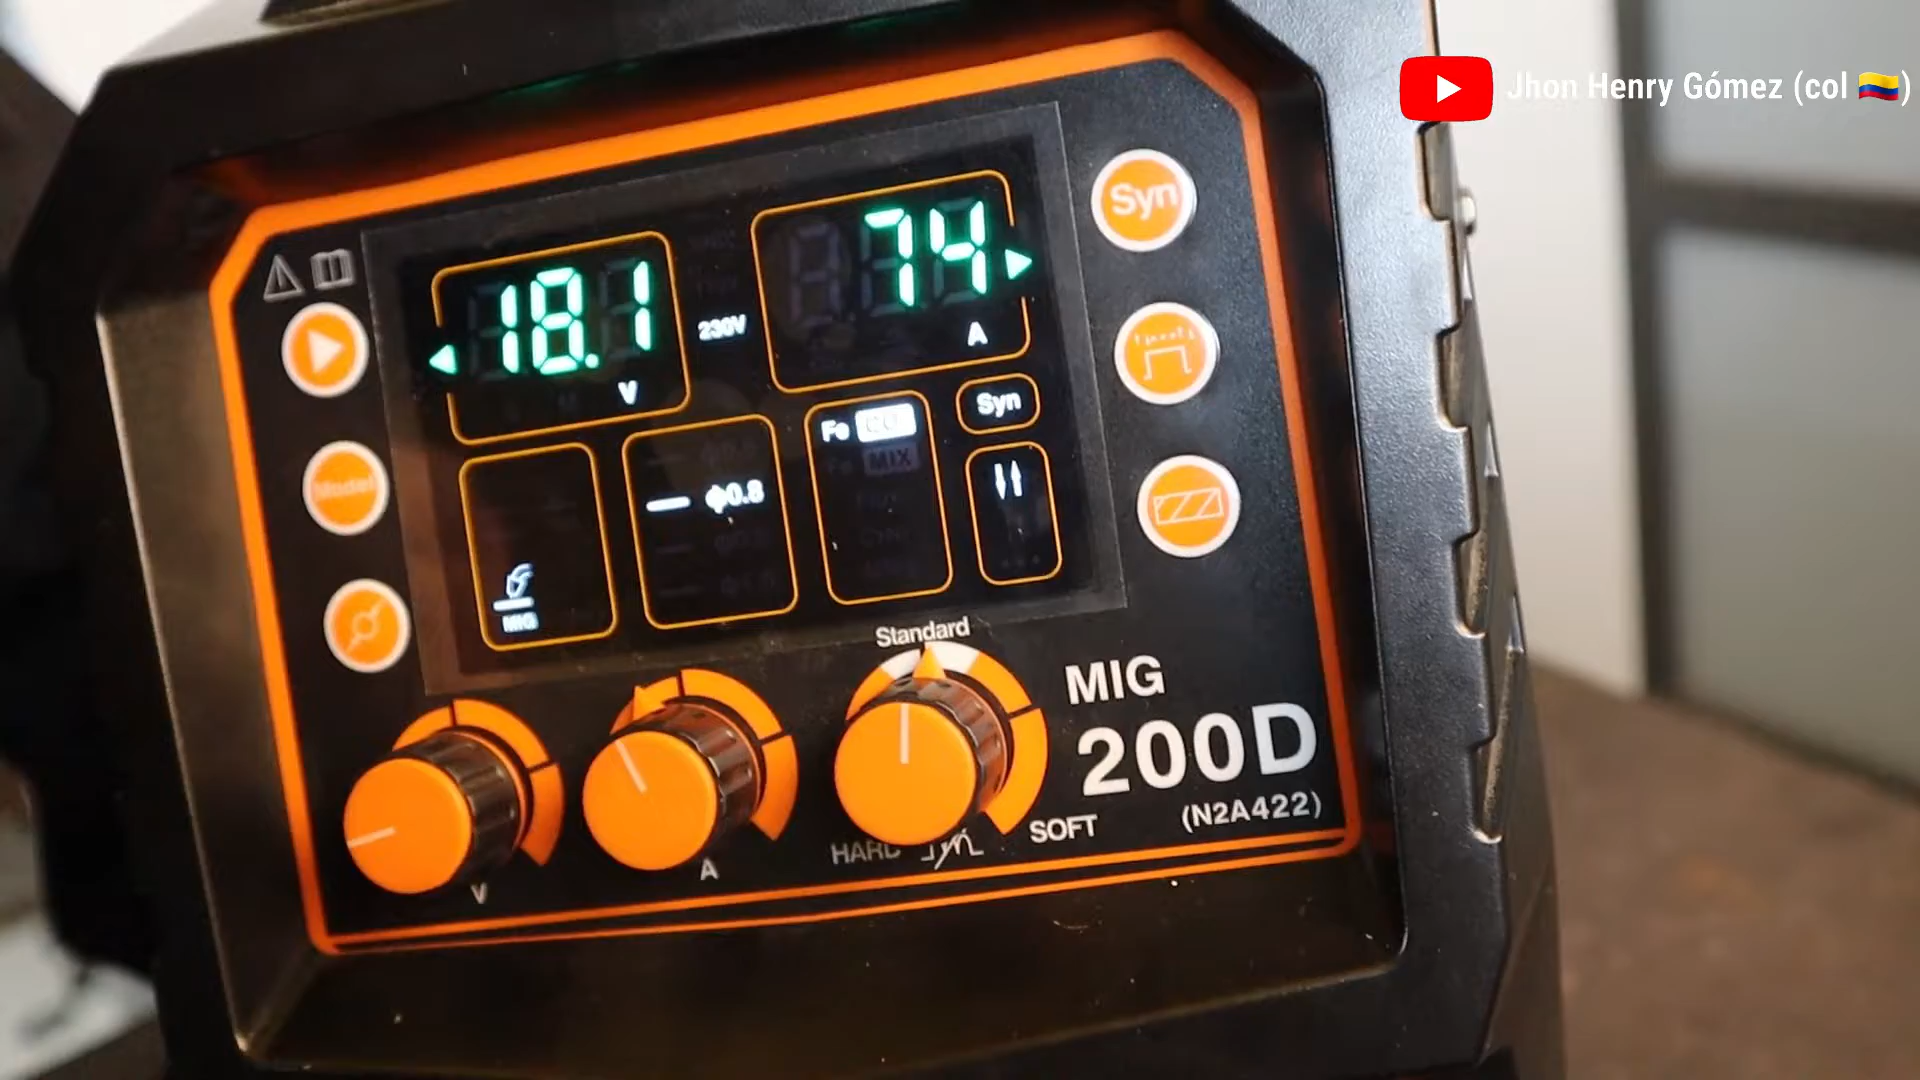 Jhon Henry Gómez (col 🇨🇴)
Syn
18.1
V
230V
74
A
Model
Fe CO₂
MIX
Syn
ϕ0.8
MIG
Standard
MIG
200D
(N2A422)
HARD
SOFT
V
A